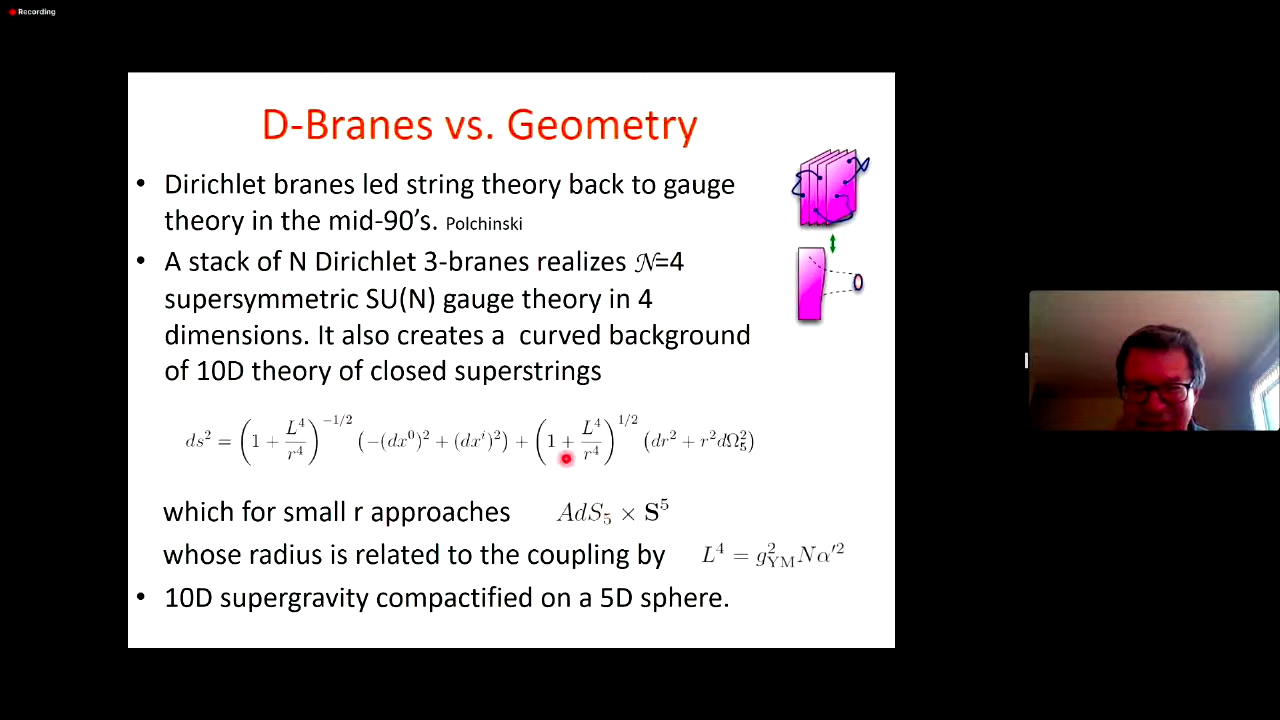 Recording
D-Branes vs. Geometry
• Dirichlet branes led string theory back to gauge
theory in the mid-90's. Polchinski
• A stack of N Dirichlet 3-branes realizes 𝒩=4
supersymmetric SU(N) gauge theory in 4
dimensions. It also creates a curved background
of 10D theory of closed superstrings
ds² = (1 + L⁴/r⁴)^{-1/2} (−(dx⁰)² + (dxⁱ)²) + (1 + L⁴/r⁴)^{1/2} (dr² + r²dΩ₅²)
which for small r approaches AdS₅ × S⁵
whose radius is related to the coupling by L⁴ = g²_{YM}Nα′²
• 10D supergravity compactified on a 5D sphere.